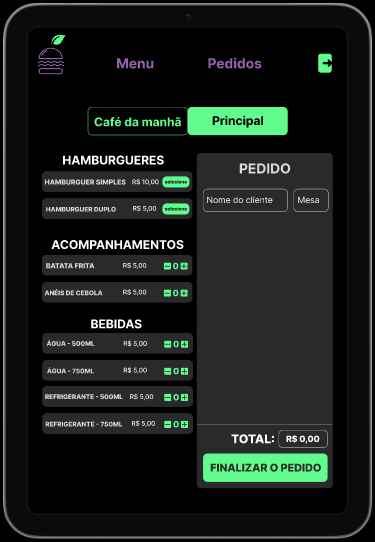 Menu Pedidos
Café da manhã Principal
HAMBURGUERES
HAMBURGUER SIMPLES R$ 10,00 selecione
HAMBURGUER DUPLO R$ 5,00 selecione
ACOMPANHAMENTOS
BATATA FRITA R$ 5,00 0
ANÉIS DE CEBOLA R$ 5,00 0
BEBIDAS
ÁGUA - 500ML R$ 5,00 0
ÁGUA - 750ML R$ 5,00 0
REFRIGERANTE - 500ML R$ 5,00 0
REFRIGERANTE - 750ML R$ 5,00 0
PEDIDO
Nome do cliente Mesa
TOTAL: R$ 0,00
FINALIZAR O PEDIDO